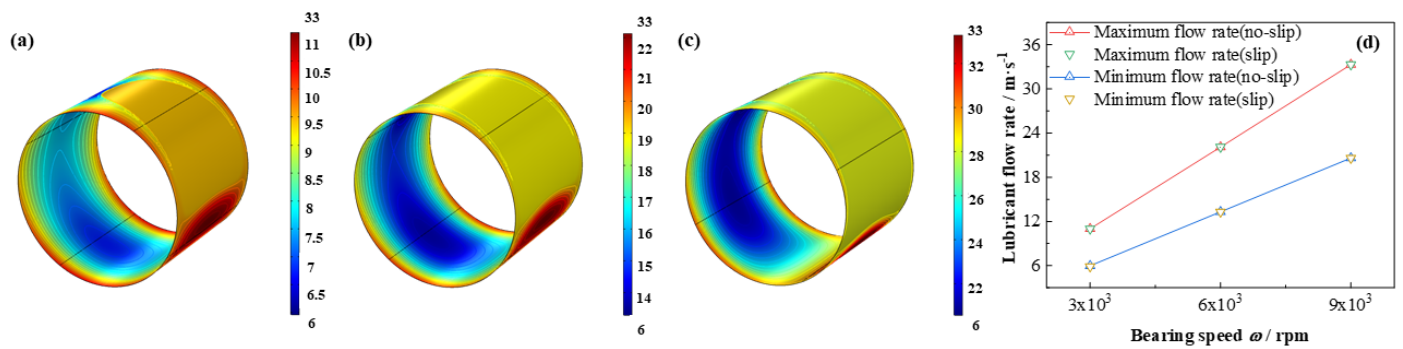 (a)
33
11
10.5
10
9.5
9
8.5
8
7.5
7
6.5
6
(b)
33
22
21
20
19
18
17
16
15
14
6
(c)
33
32
30
28
26
24
22
6
(d)
Maximum flow rate(no-slip)
Maximum flow rate(slip)
Minimum flow rate(no-slip)
Minimum flow rate(slip)
Lubricant flow rate / m·s⁻¹
36
30
24
18
12
6
3x10³
6x10³
9x10³
Bearing speed ω / rpm